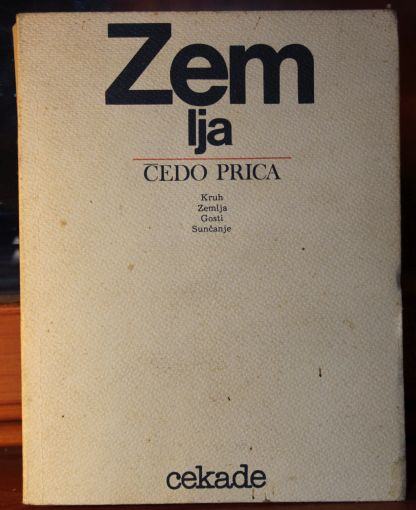 Zem
lja
ČEDO PRICA
Kruh
Zemlja
Gosti
Sunčanje
cekade